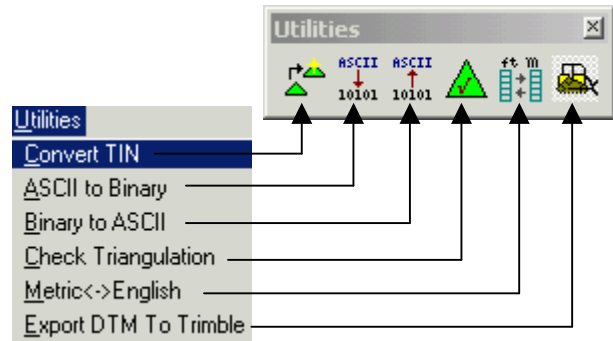 Utilities
ASCII ASCII ft m
10101 10101
Utilities
Convert TIN
ASCII to Binary
Binary to ASCII
Check Triangulation
Metric<->English
Export DTM To Trimble